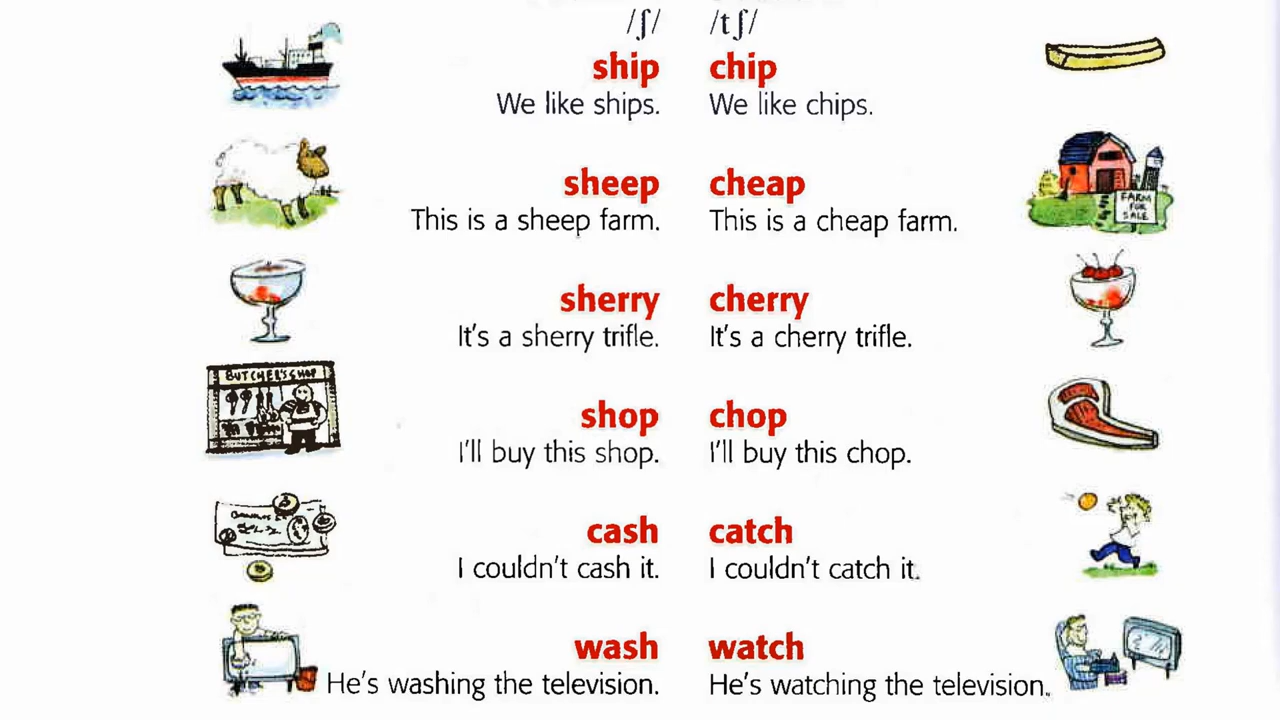 /ʃ/ /tʃ/
ship chip
We like ships. We like chips.
sheep cheap
This is a sheep farm. This is a cheap farm.
FARM
FOR
SALE
sherry cherry
It's a sherry trifle. It's a cherry trifle.
BUTCHER'S SHOP
shop chop
I'll buy this shop. I'll buy this chop.
cash catch
I couldn't cash it. I couldn't catch it.
wash watch
He's washing the television. He's watching the television.